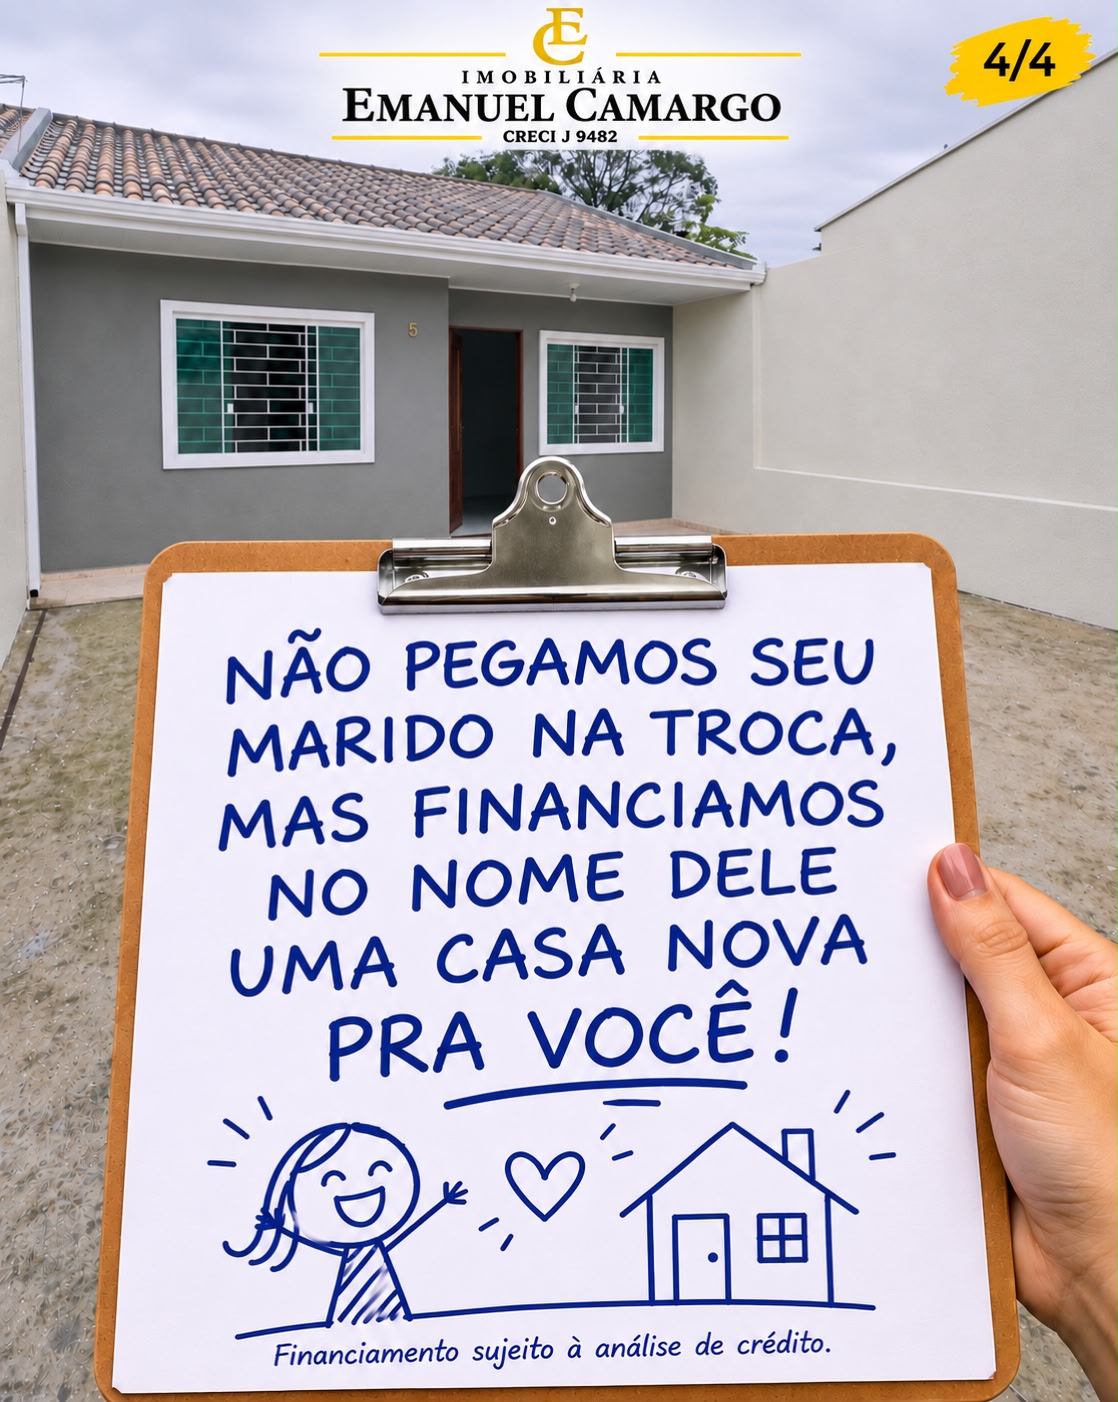 IMOBILIÁRIA
EMANUEL CAMARGO
CRECI J 9482
4/4
5
NÃO PEGAMOS SEU
MARIDO NA TROCA,
MAS FINANCIAMOS
NO NOME DELE
UMA CASA NOVA
PRA VOCÊ!
Financiamento sujeito à análise de crédito.